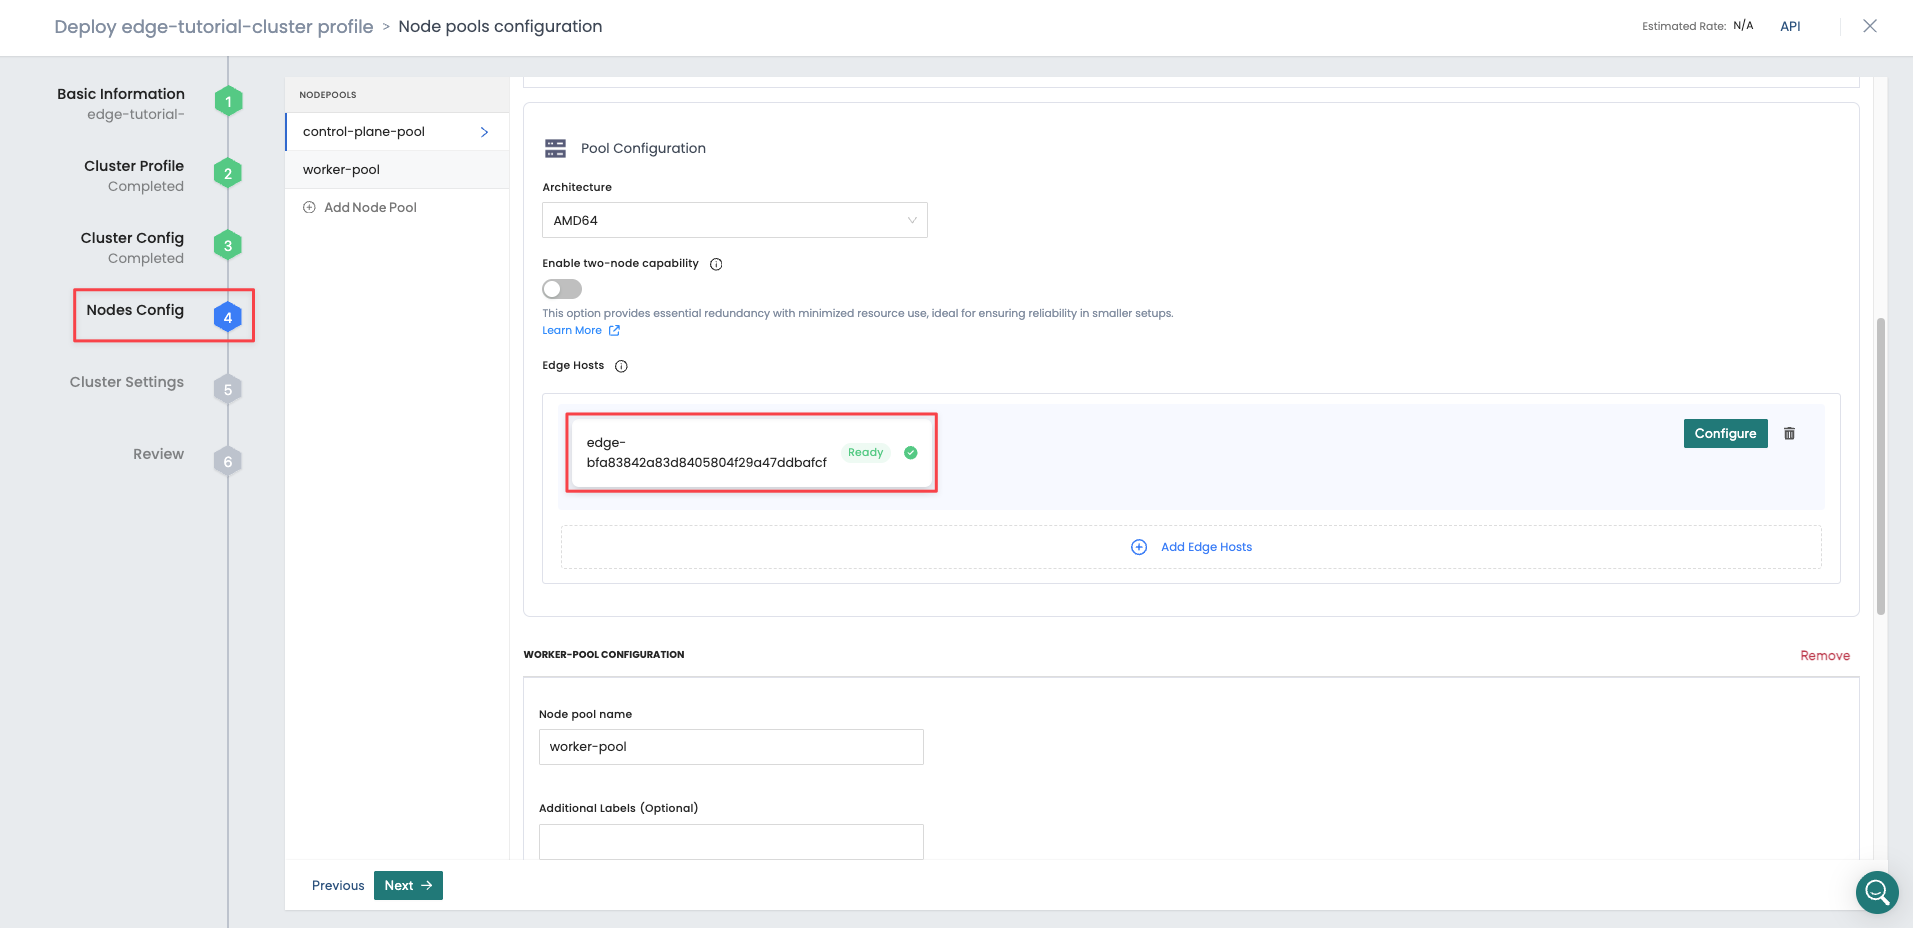 Deploy edge-tutorial-cluster profile > Node pools configuration
Estimated Rate: N/A
API
Basic Information
edge-tutorial-
1
Cluster Profile
Completed
2
Cluster Config
Completed
3
Nodes Config
4
Cluster Settings
5
Review
6
NODEPOOLS
control-plane-pool
worker-pool
Add Node Pool
Pool Configuration
Architecture
AMD64
Enable two-node capability
This option provides essential redundancy with minimized resource use, ideal for ensuring reliability in smaller setups.
Learn More
Edge Hosts
edge-
bfa83842a83d8405804f29a47ddbafcf
Ready
Configure
Add Edge Hosts
WORKER-POOL CONFIGURATION
Remove
Node pool name
worker-pool
Additional Labels (Optional)
Previous
Next